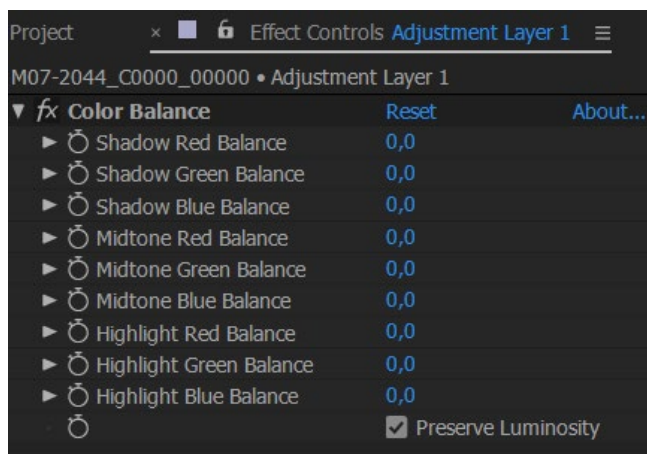 Project × Effect Controls Adjustment Layer 1
M07-2044_C0000_00000 • Adjustment Layer 1
fx Color Balance Reset About...
Shadow Red Balance 0,0
Shadow Green Balance 0,0
Shadow Blue Balance 0,0
Midtone Red Balance 0,0
Midtone Green Balance 0,0
Midtone Blue Balance 0,0
Highlight Red Balance 0,0
Highlight Green Balance 0,0
Highlight Blue Balance 0,0
Preserve Luminosity